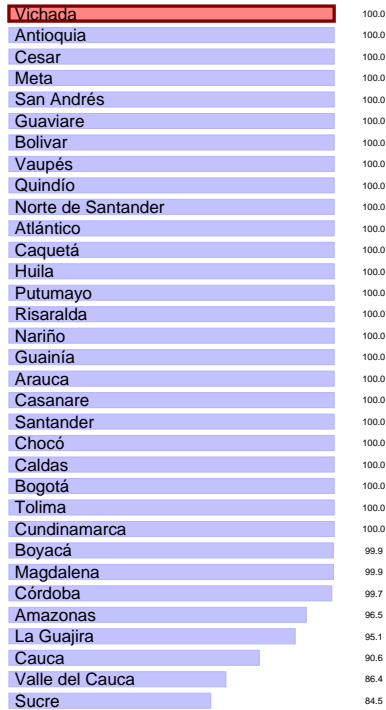 Vichada 100.0
Antioquia 100.0
Cesar 100.0
Meta 100.0
San Andrés 100.0
Guaviare 100.0
Bolivar 100.0
Vaupés 100.0
Quindío 100.0
Norte de Santander 100.0
Atlántico 100.0
Caquetá 100.0
Huila 100.0
Putumayo 100.0
Risaralda 100.0
Nariño 100.0
Guainía 100.0
Arauca 100.0
Casanare 100.0
Santander 100.0
Chocó 100.0
Caldas 100.0
Bogotá 100.0
Tolima 100.0
Cundinamarca 100.0
Boyacá 99.9
Magdalena 99.9
Córdoba 99.7
Amazonas 96.5
La Guajira 95.1
Cauca 90.6
Valle del Cauca 86.4
Sucre 84.5